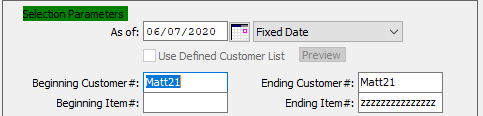 Selection Parameters
As of: 06/07/2020 Fixed Date
Use Defined Customer List Preview
Beginning Customer#: Matt21 Ending Customer#: Matt21
Beginning Item#: Ending Item#: zzzzzzzzzzzzzzz